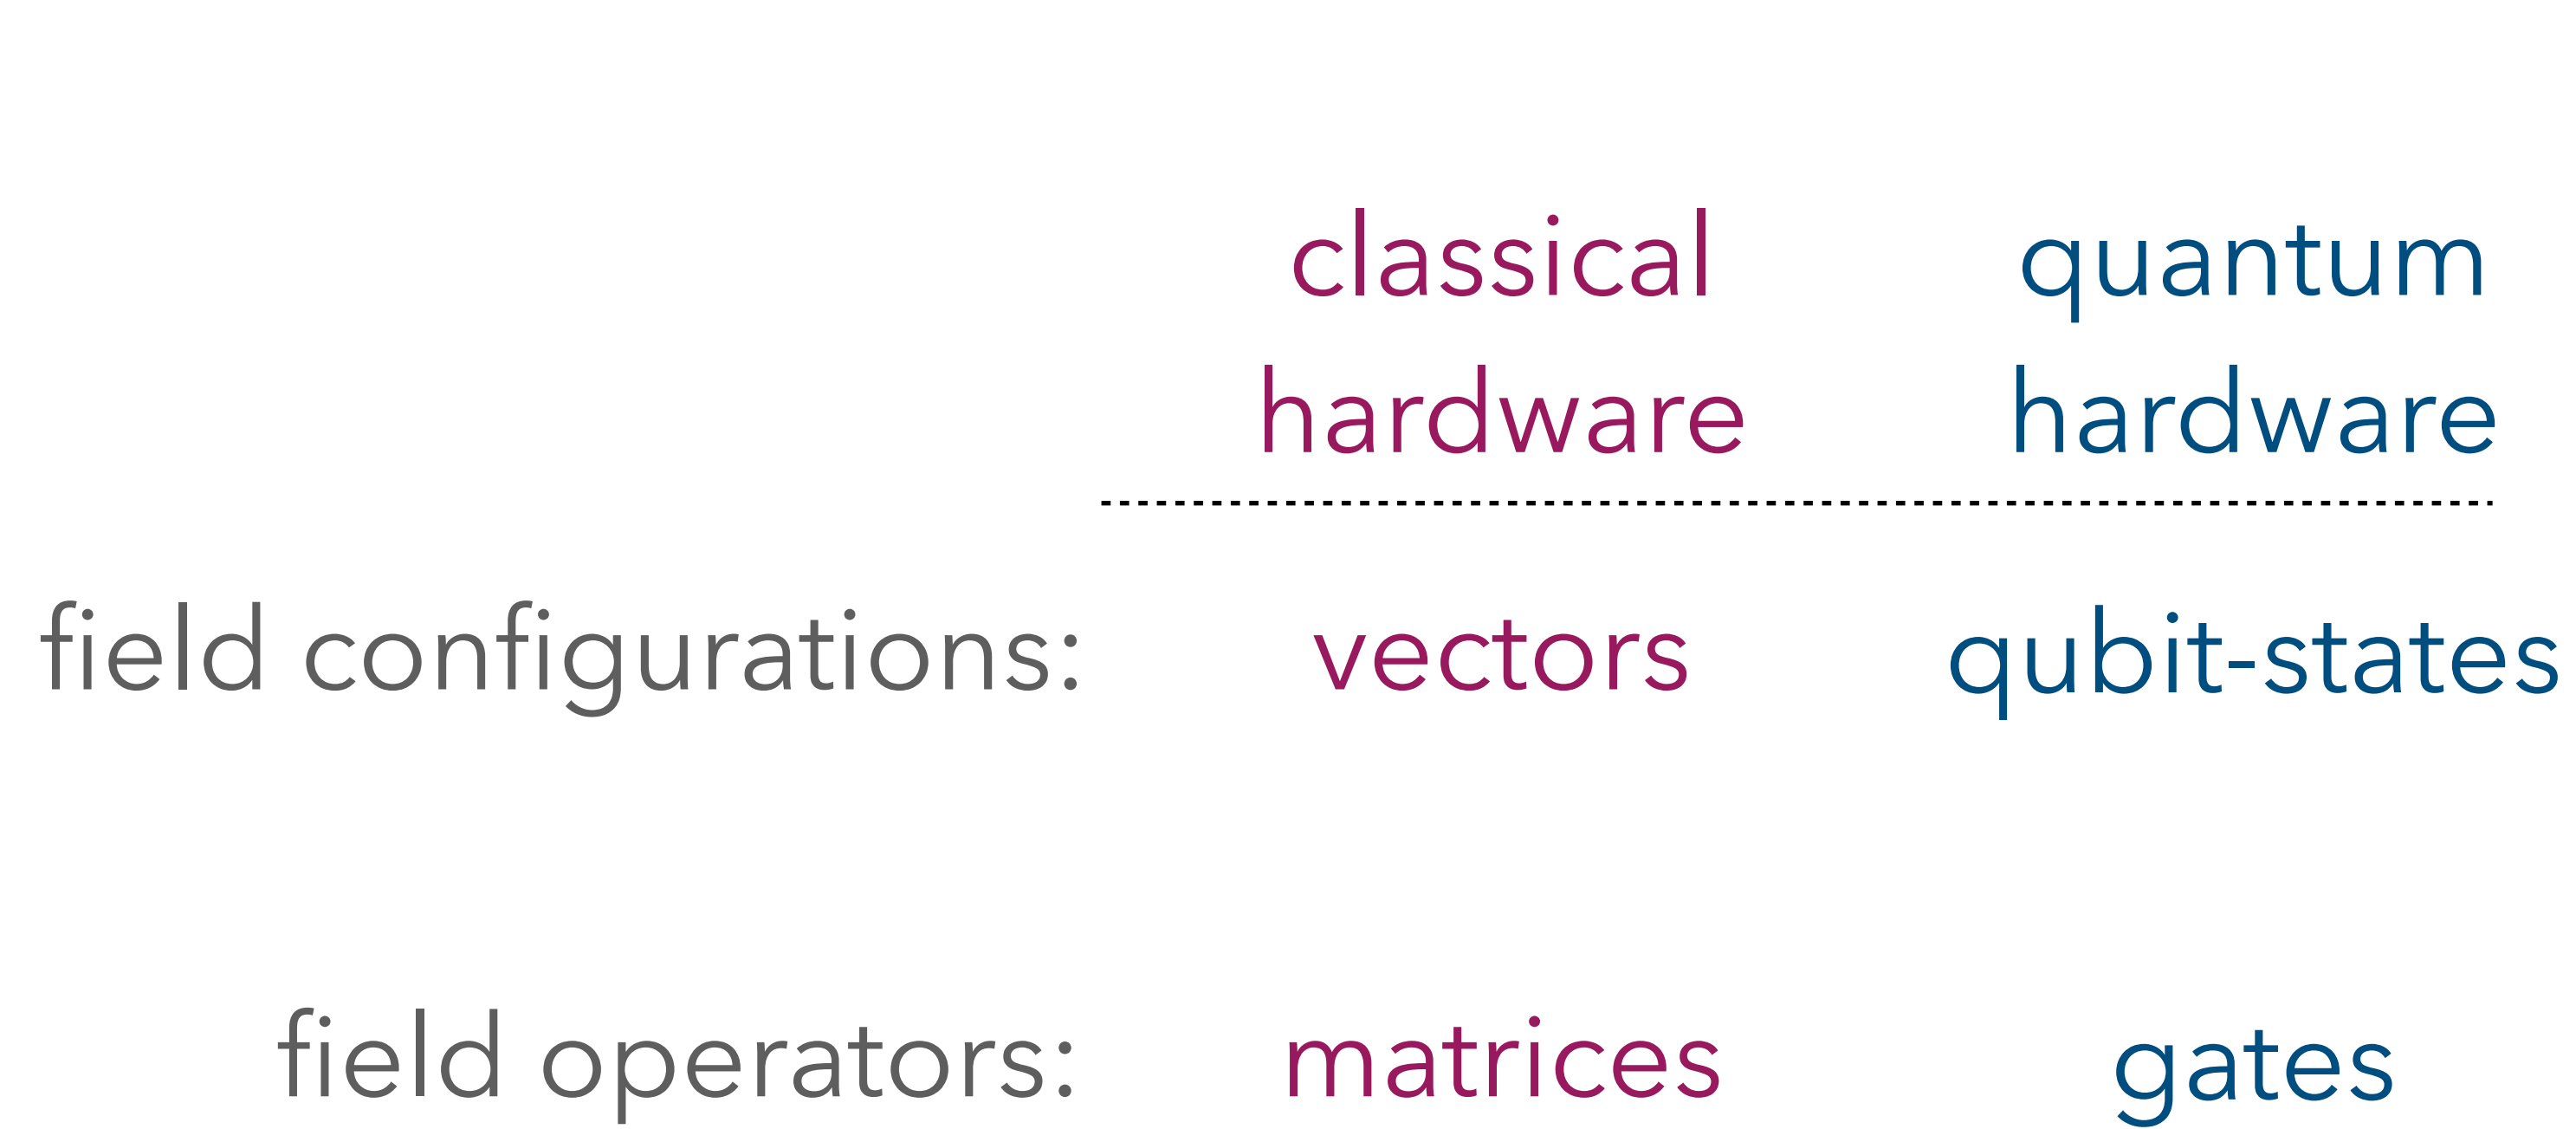 classical quantum
hardware hardware
field configurations: vectors qubit-states
field operators: matrices gates